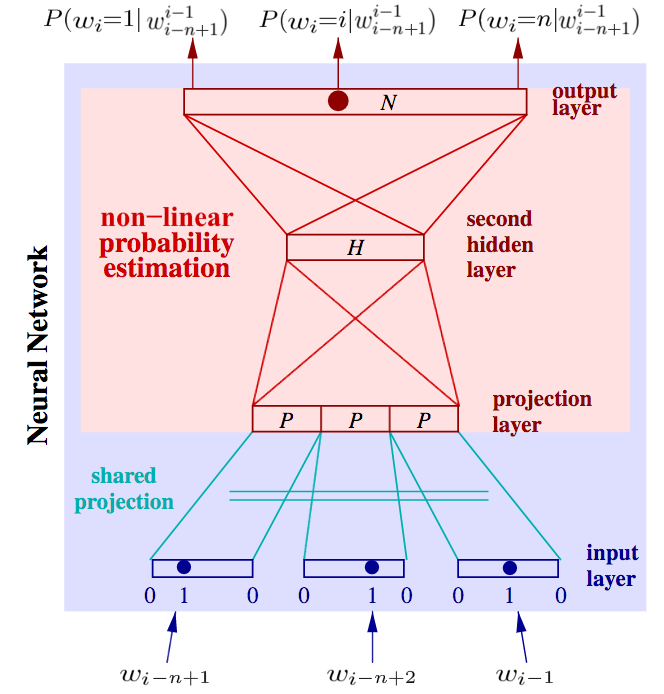 P(w_i=1|w_{i-n+1}^{i-1}) P(w_i=i|w_{i-n+1}^{i-1}) P(w_i=n|w_{i-n+1}^{i-1})
output
layer
N
non-linear
probability
estimation
second
hidden
layer
H
Neural Network
projection
layer
P P P
shared
projection
input
layer
0 1 0 0 1 0 0 1 0
w_{i-n+1} w_{i-n+2} w_{i-1}